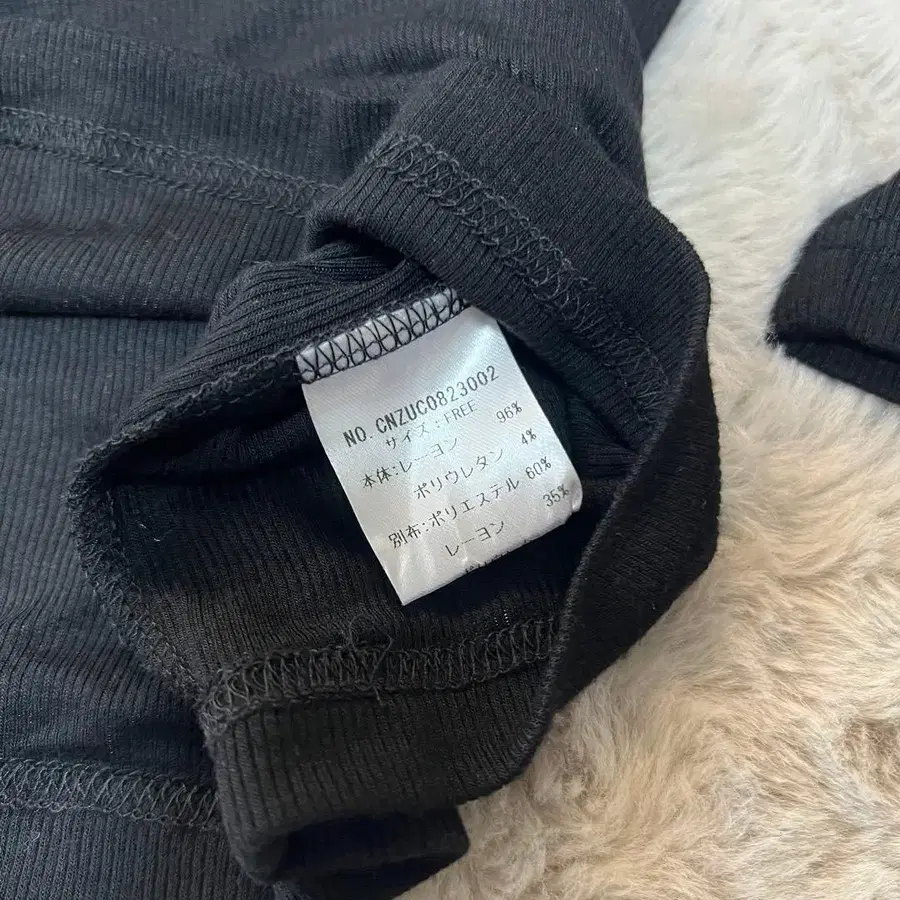 NO. CNZUC0823002
サイズ：FREE
本体：レーヨン 96%
ポリウレタン 4%
別布：ポリエステル 60%
レーヨン 35%